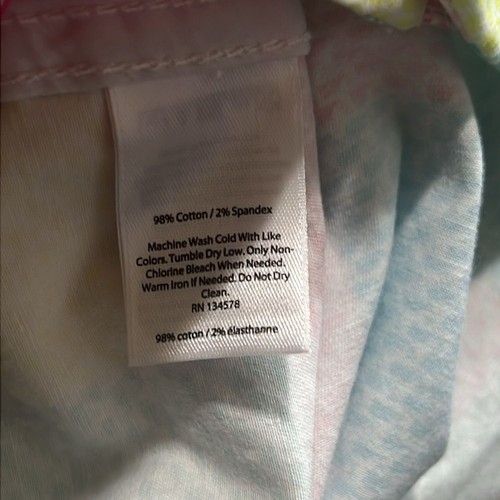 98% Cotton / 2% Spandex
Machine Wash Cold With Like
Colors. Tumble Dry Low. Only Non-
Chlorine Bleach When Needed.
Warm Iron If Needed. Do Not Dry
Clean.
RN 134578
98% coton / 2% élasthanne